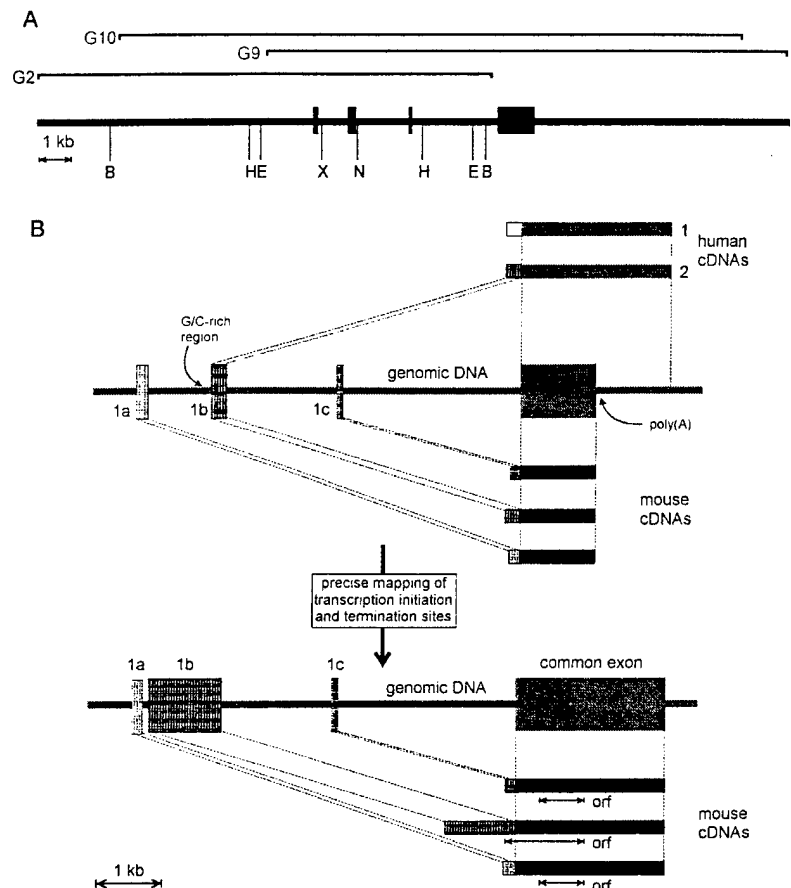 A
G10
G9
G2
1 kb
B
H E
X
N
H
E B
B
1
human
cDNAs
2
G/C-rich
region
genomic DNA
1a
1b
1c
poly(A)
mouse
cDNAs
precise mapping of
transcription initiation
and termination sites
1a
1b
1c
common exon
genomic DNA
orf
mouse
cDNAs
orf
1 kb
orf